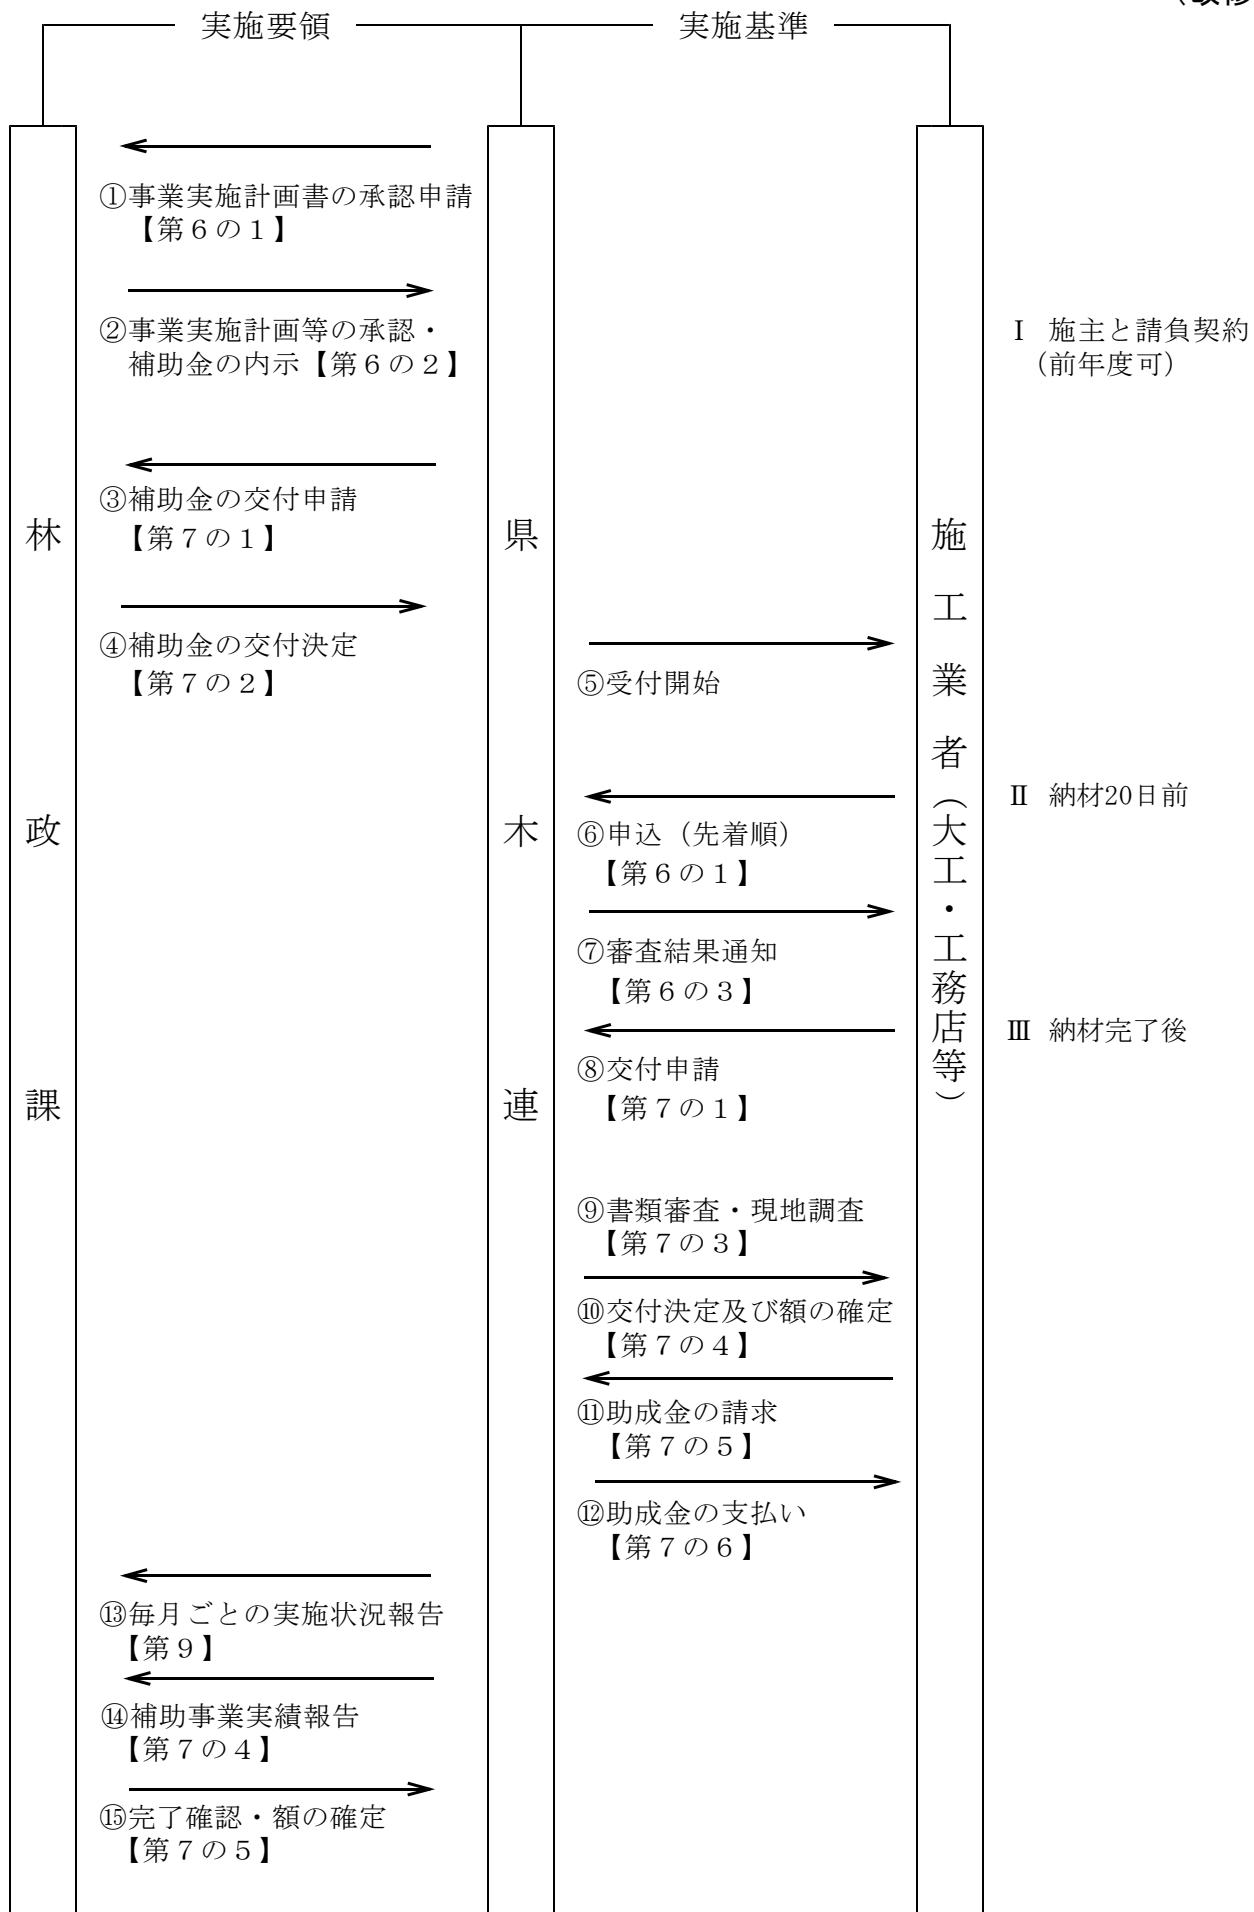 （改修
実施要領
実施基準
林政課
県木連
施工業者（大工・工務店等）
①事業実施計画書の承認申請
【第６の１】
②事業実施計画等の承認・
補助金の内示【第６の２】
Ⅰ 施主と請負契約
（前年度可）
③補助金の交付申請
【第７の１】
④補助金の交付決定
【第７の２】
⑤受付開始
Ⅱ 納材20日前
⑥申込（先着順）
【第６の１】
⑦審査結果通知
【第６の３】
Ⅲ 納材完了後
⑧交付申請
【第７の１】
⑨書類審査・現地調査
【第７の３】
⑩交付決定及び額の確定
【第７の４】
⑪助成金の請求
【第７の５】
⑫助成金の支払い
【第７の６】
⑬毎月ごとの実施状況報告
【第９】
⑭補助事業実績報告
【第７の４】
⑮完了確認・額の確定
【第７の５】